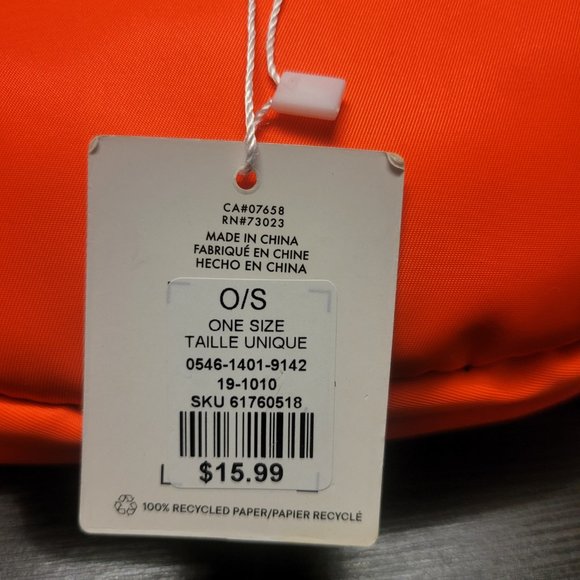 CA#07658
RN#73023
MADE IN CHINA
FABRIQUÉ EN CHINE
HECHO EN CHINA
O/S
ONE SIZE
TAILLE UNIQUE
0546-1401-9142
19-1010
SKU 61760518
$15.99
100% RECYCLED PAPER/PAPIER RECYCLÉ